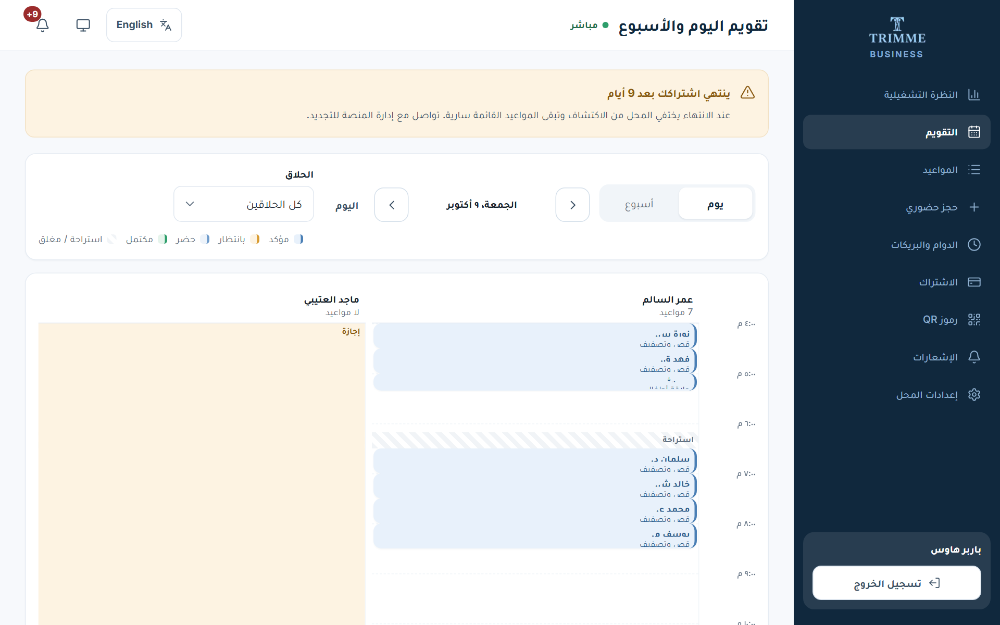 TRIMME
BUSINESS
النظرة التشغيلية
التقويم
المواعيد
حجز حضوري
الدوام والبريكات
الاشتراك
رموز QR
الإشعارات
إعدادات المحل
باربر هاوس
تسجيل الخروج
تقويم اليوم والأسبوع
مباشر
English
+9
ينتهي اشتراكك بعد 9 أيام
عند الانتهاء يختفي المحل من الاكتشاف وتبقى المواعيد القائمة سارية. تواصل مع إدارة المنصة للتجديد.
يوم
أسبوع
الجمعة، ٩ أكتوبر
اليوم
الحلاق
كل الحلاقين
مؤكد
بانتظار
حضر
مكتمل
استراحة / مغلق
عمر السالم
7 مواعيد
ماجد العتيبي
لا مواعيد
إجازة
٤:٠٠ م
نورة س.
قص وتصفيف
فهد ق.
قص وتصفيف
٥:٠٠ م
حلاقة أطفال
٦:٠٠ م
استراحة
سلمان د.
قص وتصفيف
٧:٠٠ م
خالد ش.
قص وتصفيف
محمد ع.
قص وتصفيف
٨:٠٠ م
يوسف م.
قص وتصفيف
٩:٠٠ م